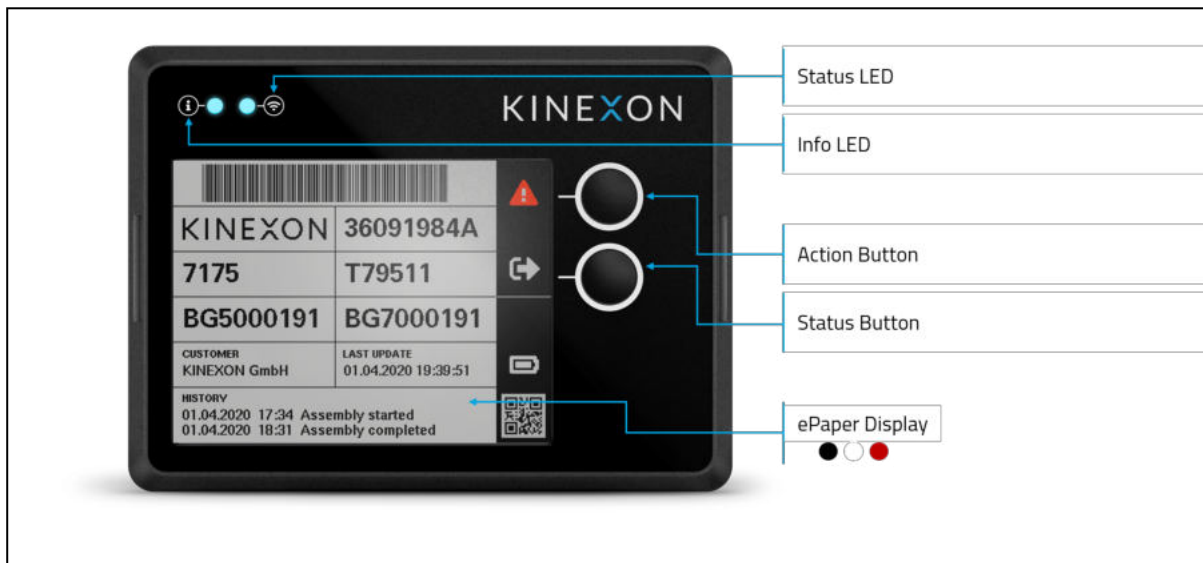 Status LED
KINEXON
Info LED
KINEXON 36091984A
7175 T79511
Action Button
BG5000191 BG7000191
Status Button
CUSTOMER LAST UPDATE
KINEXON GmbH 01.04.2020 19:39:51
HISTORY
01.04.2020 17:34 Assembly started
01.04.2020 18:31 Assembly completed
ePaper Display